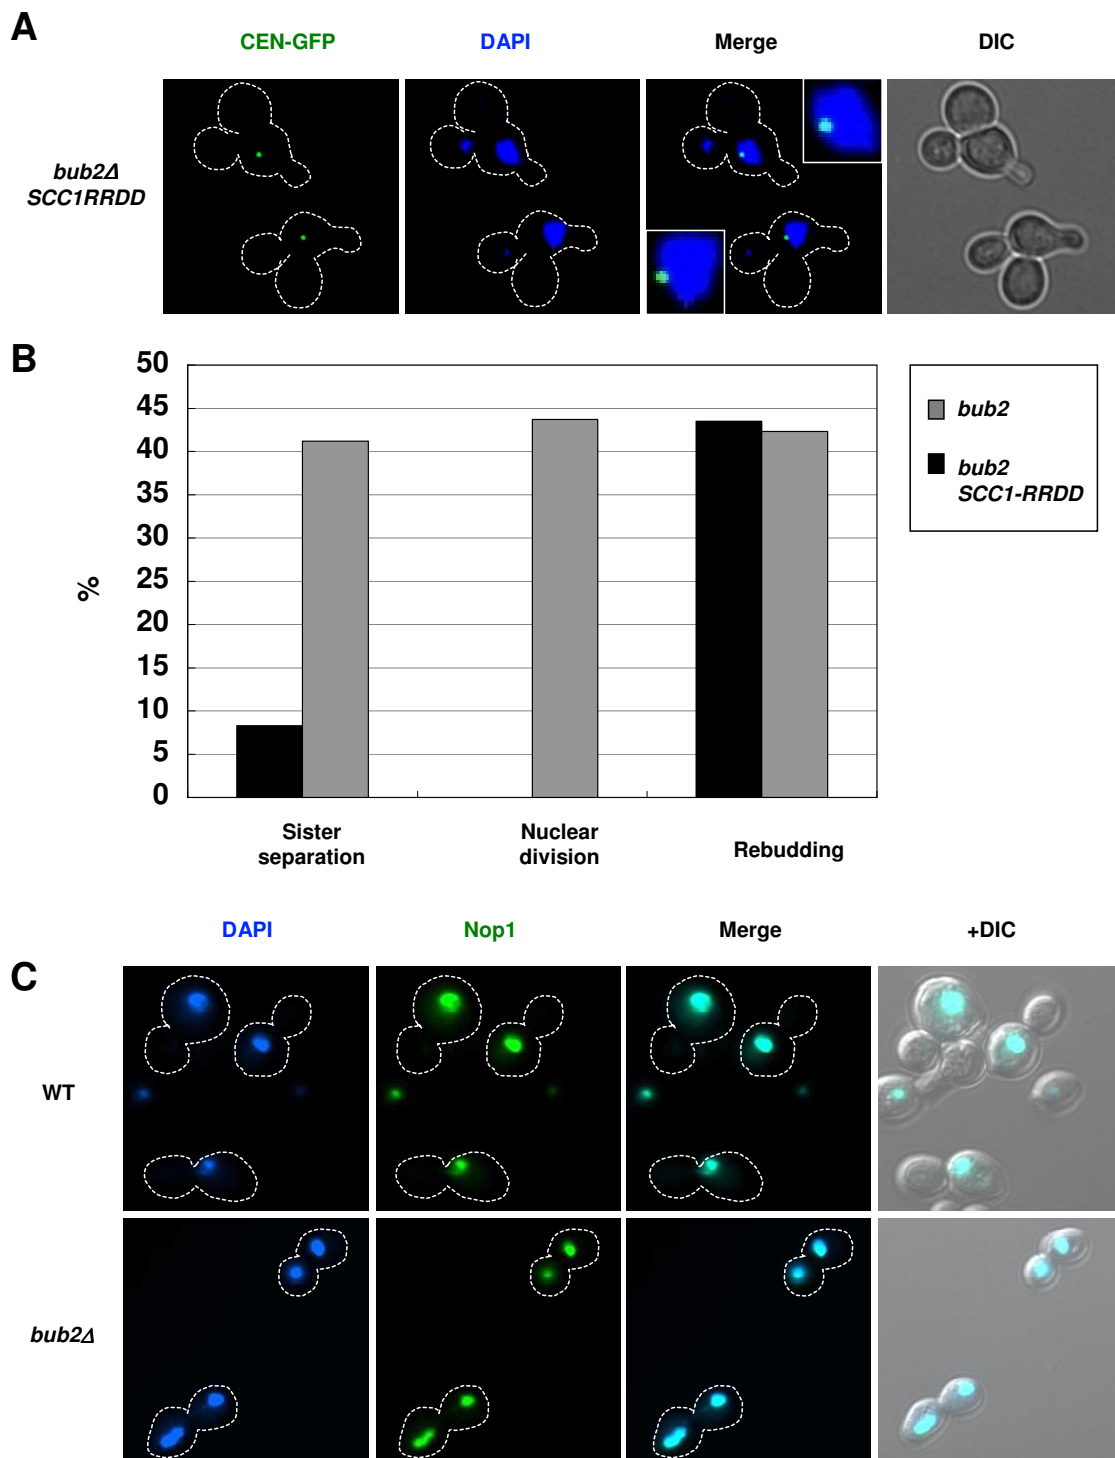 A
CEN-GFP DAPI Merge DIC
bub2Δ
SCC1RRDD
B
50
45
40
35
30
25
20
15
10
5
0
%
bub2
bub2
SCC1-RRDD
Sister
separation
Nuclear
division
Rebudding
DAPI Nop1 Merge +DIC
C
WT
bub2Δ